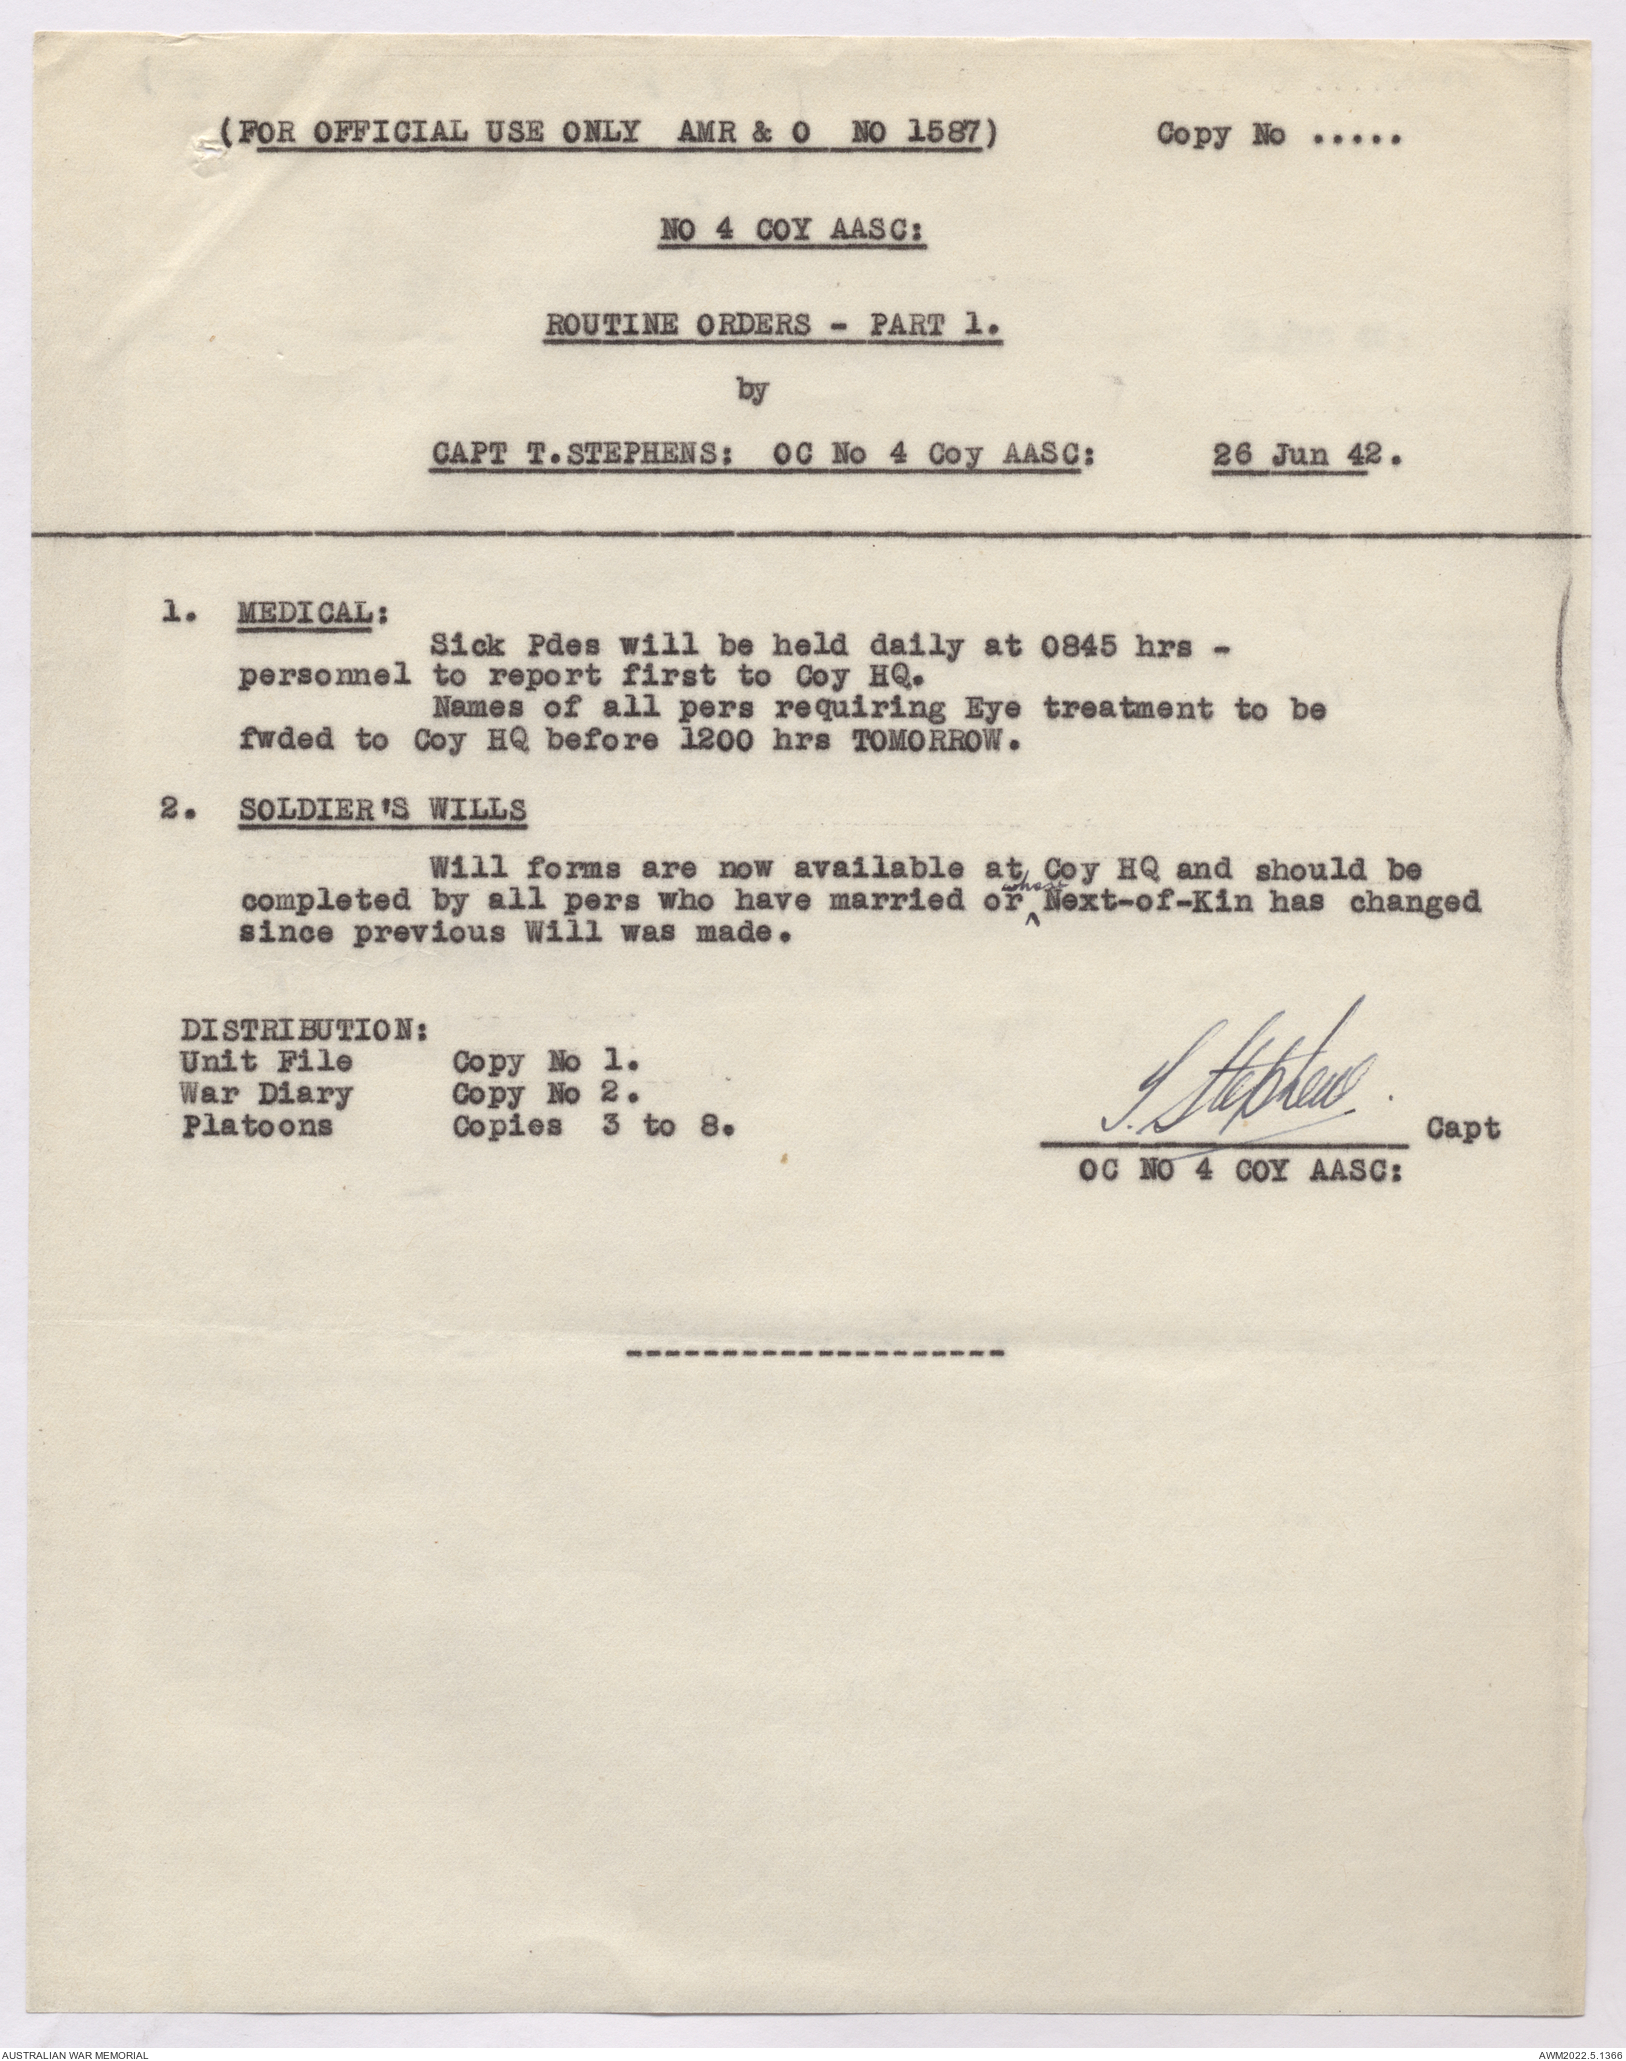 (FOR OFFICIAL USE ONLY AMR & O NO 1587) Copy No .....
NO 4 COY AASC:
ROUTINE ORDERS - PART 1.
by
CAPT T.STEPHENS: OC No 4 Coy AASC: 26 Jun 42.
1. MEDICAL:
Sick Pdes will be held daily at 0845 hrs -
personnel to report first to Coy HQ.
Names of all pers requiring Eye treatment to be
fwded to Coy HQ before 1200 hrs TOMORROW.
2. SOLDIER'S WILLS
Will forms are now available at Coy HQ and should be
completed by all pers who have married or whose Next-of-Kin has changed
since previous Will was made.
DISTRIBUTION:
Unit File Copy No 1.
War Diary Copy No 2.
Platoons Copies 3 to 8.
T. Stephens. Capt
OC NO 4 COY AASC:
--------------------
AUSTRALIAN WAR MEMORIAL AWM2022.5.1366